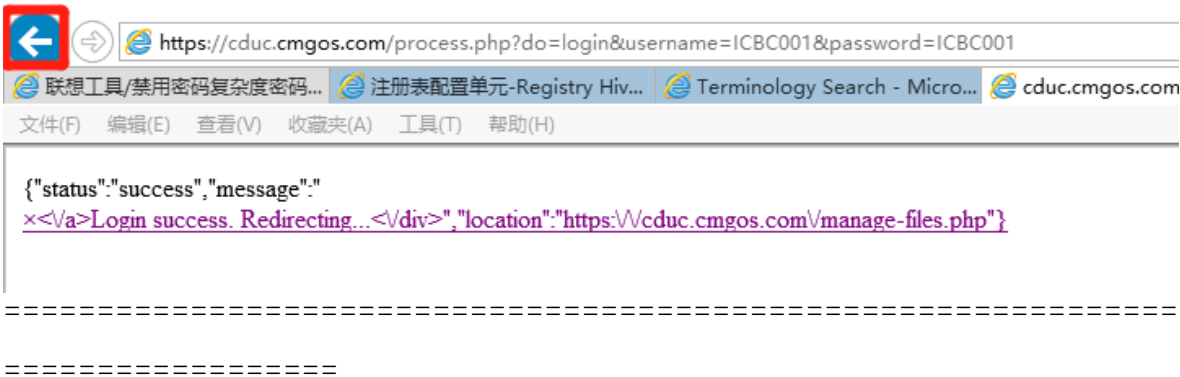 https://cduc.cmgos.com/process.php?do=login&username=ICBC001&password=ICBC001
联想工具/禁用密码复杂度密码... 注册表配置单元-Registry Hiv... Terminology Search - Micro... cduc.cmgos.com
文件(F) 编辑(E) 查看(V) 收藏夹(A) 工具(T) 帮助(H)
{"status":"success","message":"
×<\/a>Login success. Redirecting...<\/div>","location":"https:\/\/cduc.cmgos.com\/manage-files.php"}
===============================================================
==================